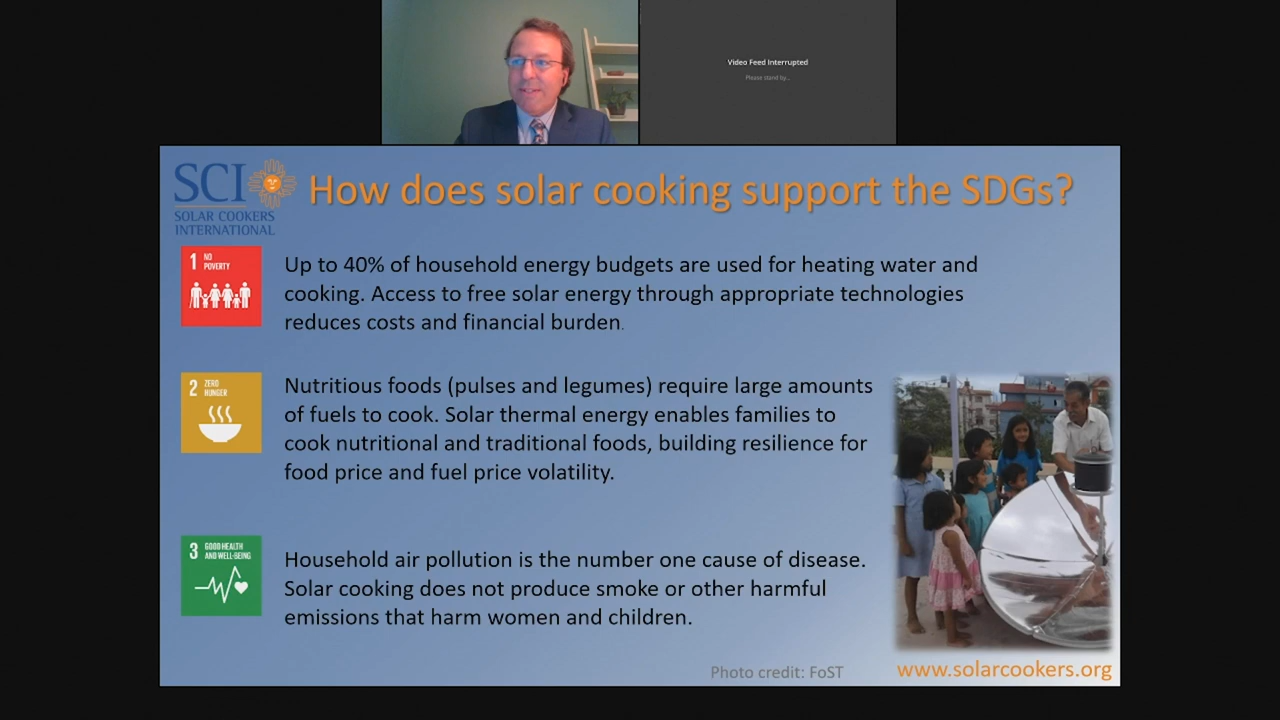 Video Feed Interrupted
Please stand by...
SCI
SOLAR COOKERS
INTERNATIONAL
How does solar cooking support the SDGs?
1 NO
POVERTY
Up to 40% of household energy budgets are used for heating water and
cooking. Access to free solar energy through appropriate technologies
reduces costs and financial burden.
2 ZERO
HUNGER
Nutritious foods (pulses and legumes) require large amounts
of fuels to cook. Solar thermal energy enables families to
cook nutritional and traditional foods, building resilience for
food price and fuel price volatility.
3 GOOD HEALTH
AND WELL-BEING
Household air pollution is the number one cause of disease.
Solar cooking does not produce smoke or other harmful
emissions that harm women and children.
Photo credit: FoST
www.solarcookers.org